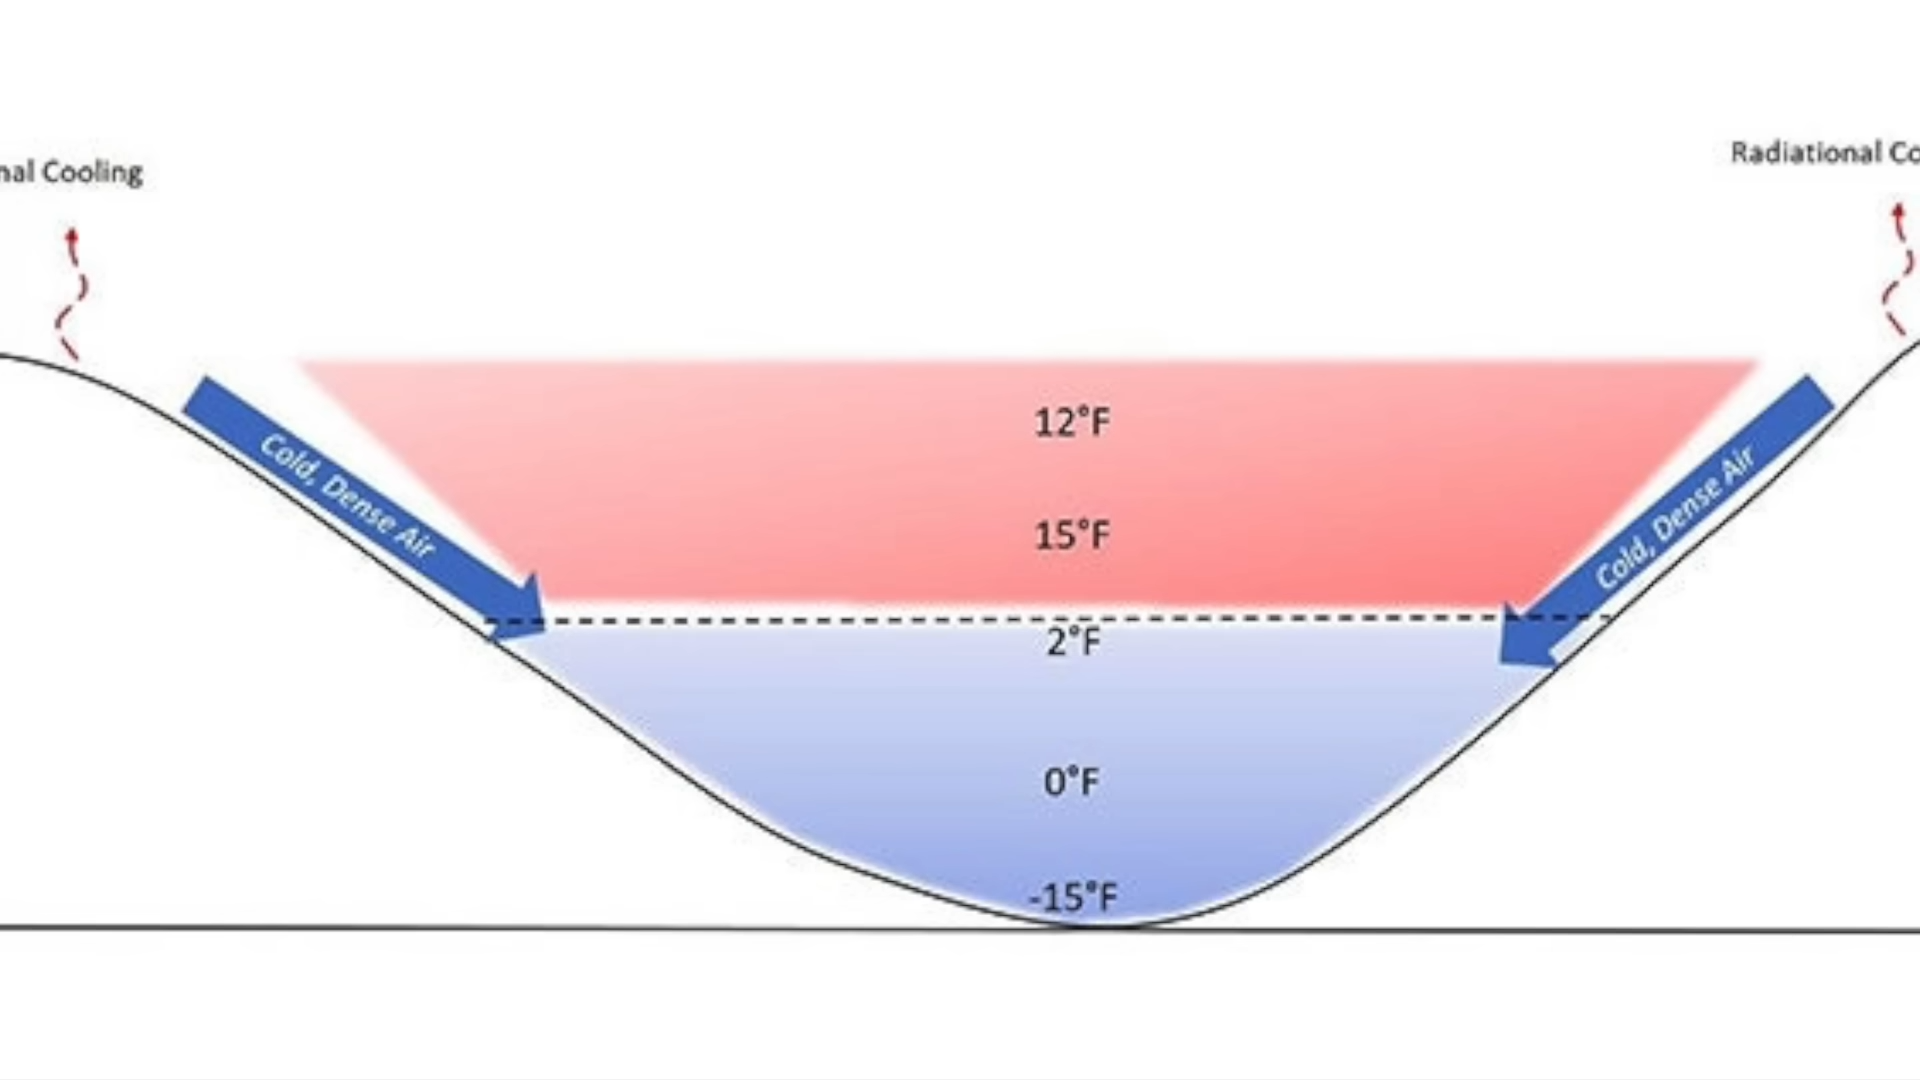 nal Cooling
Radiational Co
Cold, Dense Air
Cold, Dense Air
12°F
15°F
2°F
0°F
-15°F